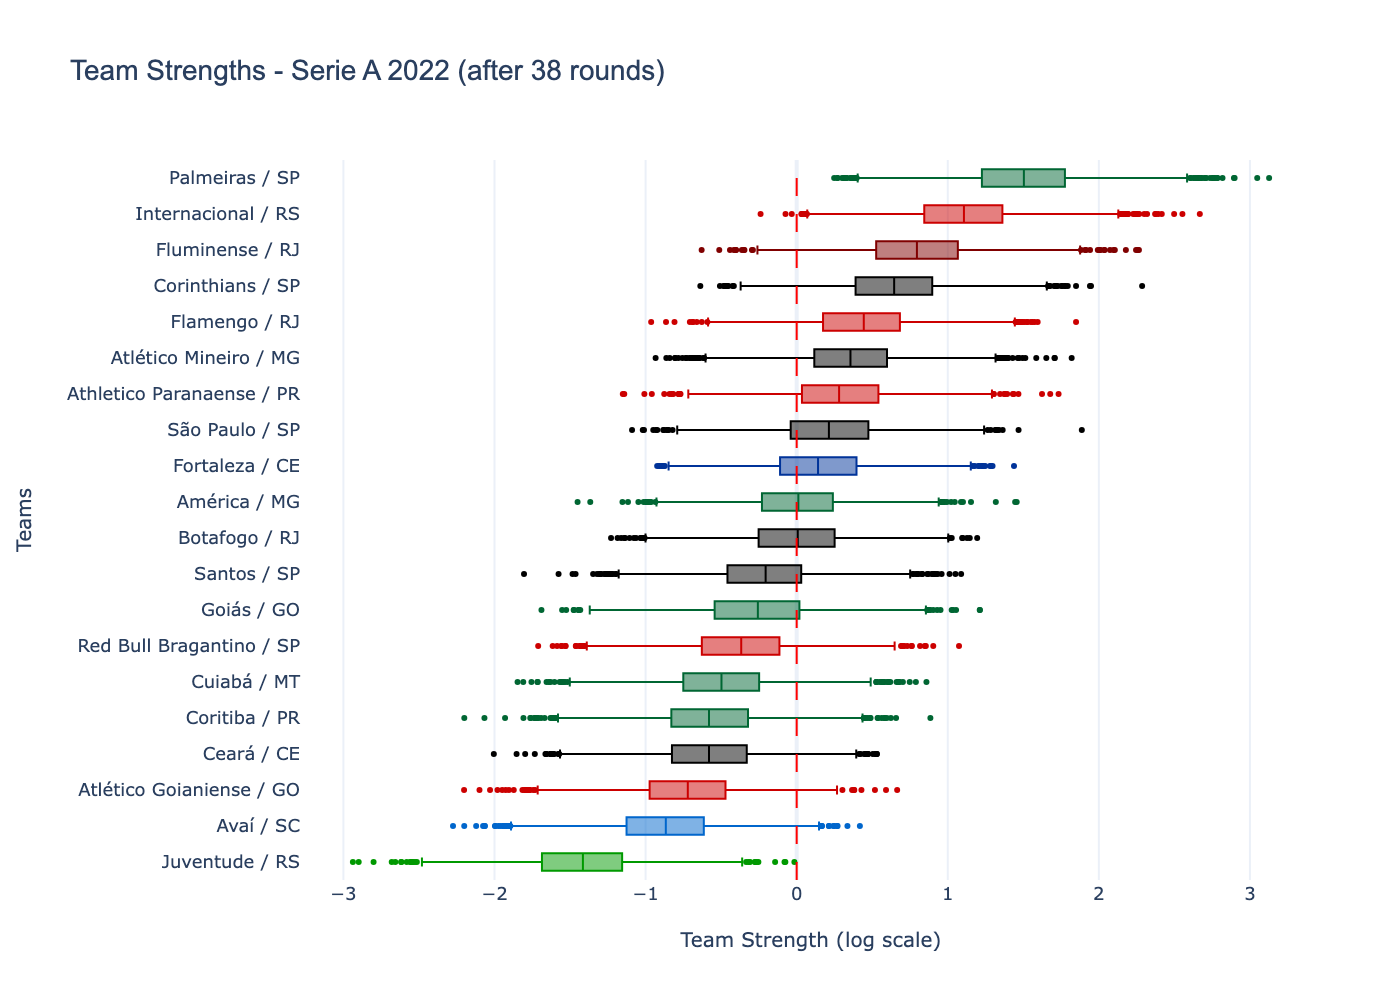 Team Strengths - Serie A 2022 (after 38 rounds)
Palmeiras / SP
Internacional / RS
Fluminense / RJ
Corinthians / SP
Flamengo / RJ
Atlético Mineiro / MG
Athletico Paranaense / PR
São Paulo / SP
Fortaleza / CE
América / MG
Botafogo / RJ
Santos / SP
Goiás / GO
Red Bull Bragantino / SP
Cuiabá / MT
Coritiba / PR
Ceará / CE
Atlético Goianiense / GO
Avaí / SC
Juventude / RS
Teams
−3 −2 −1 0 1 2 3
Team Strength (log scale)